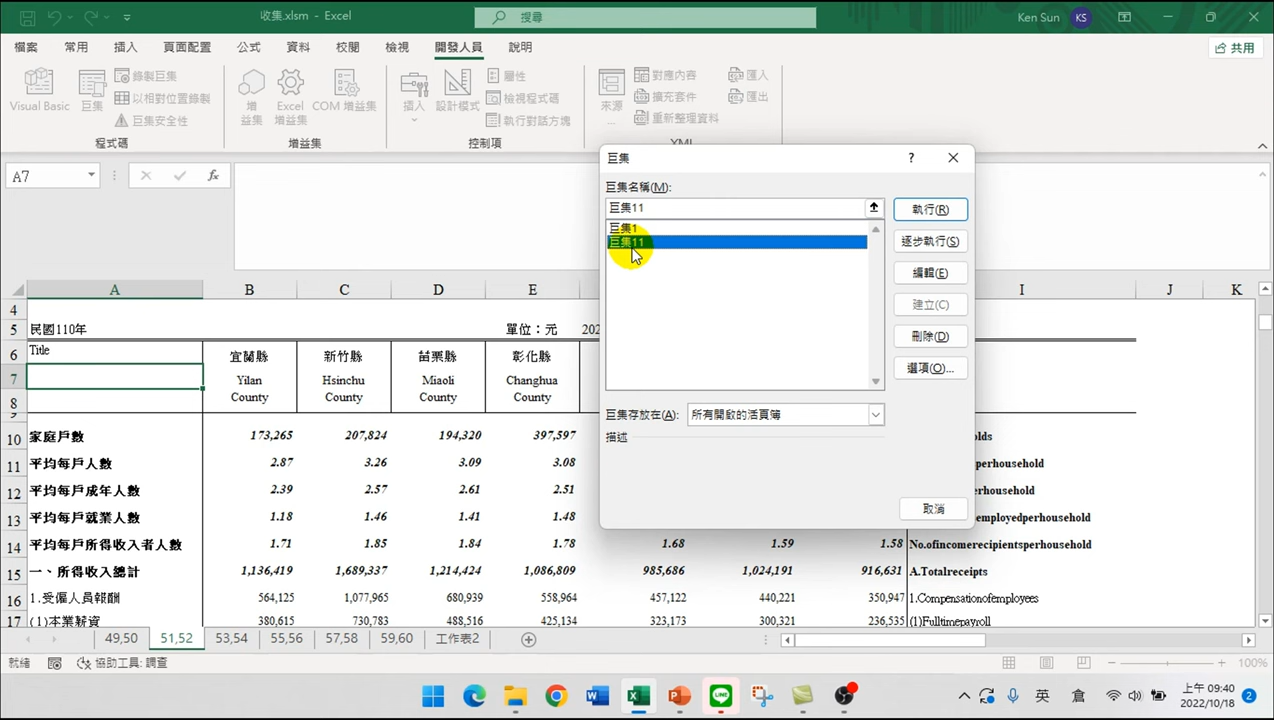 收集.xlsm - Excel
搜尋
Ken Sun
KS
檔案 常用 插入 頁面配置 公式 資料 校閱 檢視 開發人員 說明
共用
Visual Basic
巨集
錄製巨集
以相對位置錄製
巨集安全性
程式碼
增益集
Excel 增益集
COM 增益集
增益集
插入
設計模式
屬性
檢視程式碼
執行對話方塊
控制項
來源
...
對應內容
擴充套件
重新整理資料
匯入
匯出
XML
A7
fx
巨集
?
巨集名稱(M):
巨集11
巨集1
巨集11
執行(R)
逐步執行(S)
編輯(E)
建立(C)
刪除(D)
選項(O)...
巨集存放在(A): 所有開啟的活頁簿
描述
取消
A B C D E I J K
4
5 民國110年 單位：元 202
6 Title 宜蘭縣 新竹縣 苗栗縣 彰化縣
7 Yilan Hsinchu Miaoli Changhua
8 County County County County
9
10 家庭戶數 173,265 207,824 194,320 397,597 olds
11 平均每戶人數 2.87 3.26 3.09 3.08 perhousehold
12 平均每戶成年人數 2.39 2.57 2.61 2.51 rhousehold
13 平均每戶就業人數 1.18 1.46 1.41 1.48 mployedperhousehold
14 平均每戶所得收入者人數 1.71 1.85 1.84 1.78 1.68 1.59 1.58 No.ofincomerecipientsperhousehold
15 一、所得收入總計 1,136,419 1,689,337 1,214,424 1,086,809 985,686 1,024,191 916,631 A.Totalreceipts
16 1.受僱人員報酬 564,125 1,077,965 680,939 558,964 457,122 440,221 350,947 1.Compensationofemployees
17 (1)本業薪資 380,615 730,783 488,516 425,134 323,173 300,331 236,535 (1)Fulltimepayroll
49,50 51,52 53,54 55,56 57,58 59,60 工作表2
就緒 協助工具: 調查
100%
英
倉
上午 09:40
2022/10/18
2